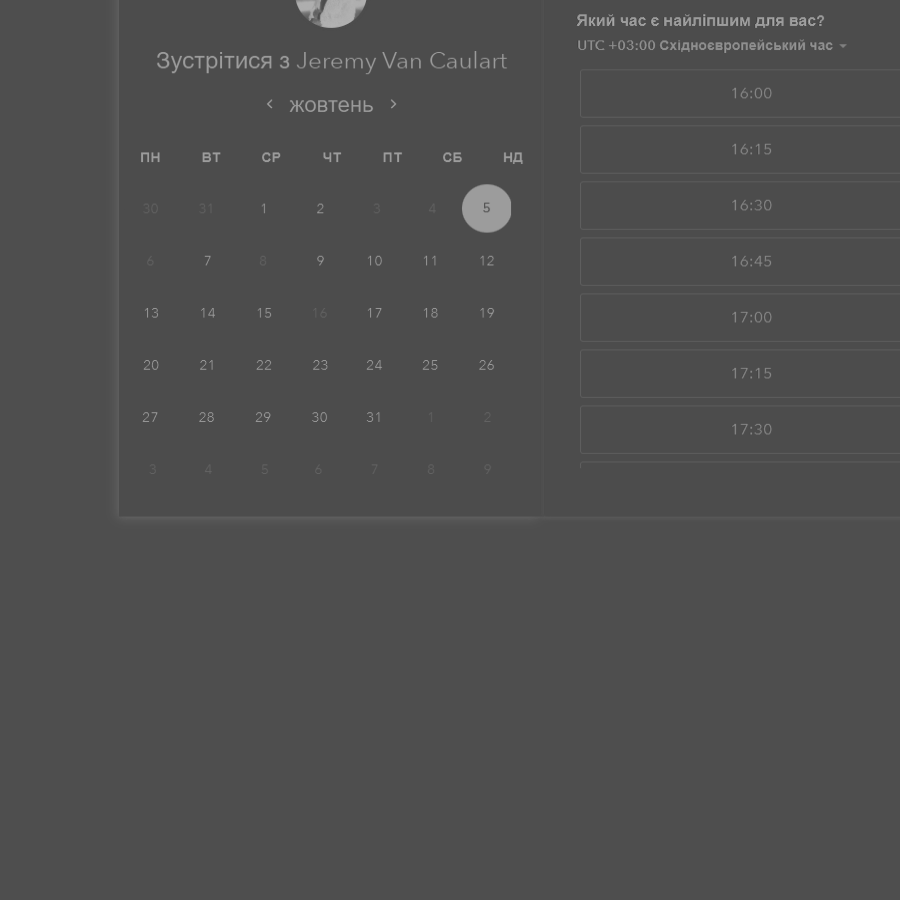 Зустрітися з Jeremy Van Caulart
жовтень
ПН ВТ СР ЧТ ПТ СБ НД
30 31 1 2 3 4 5
6 7 8 9 10 11 12
13 14 15 16 17 18 19
20 21 22 23 24 25 26
27 28 29 30 31 1 2
3 4 5 6 7 8 9
Який час є найліпшим для вас?
UTC +03:00 Східноєвропейський час
16:00
16:15
16:30
16:45
17:00
17:15
17:30